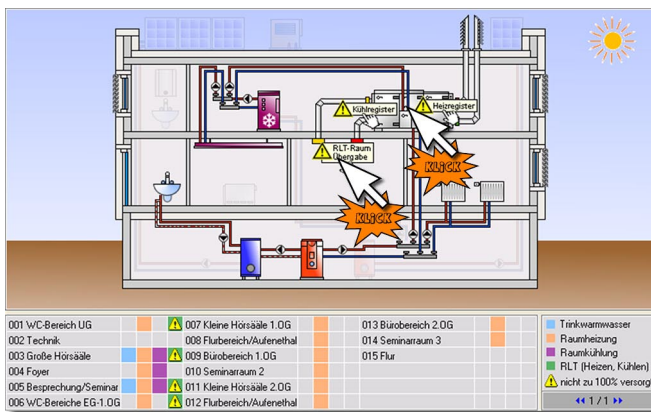 Kühlregister
Heizregister
RLT-Raum
Übergabe
KLICK
KLICK
001 WC-Bereich UG
002 Technik
003 Große Hörsääle
004 Foyer
005 Besprechung/Seminar
006 WC-Bereiche EG-1.OG
007 Kleine Hörsääle 1.OG
008 Flurbereich/Aufenethal
009 Bürobereich 1.OG
010 Seminarraum 2
011 Kleine Hörsääle 2.OG
012 Flurbereich/Aufenethal
013 Bürobereich 2.OG
014 Seminarraum 3
015 Flur
Trinkwarmwasser
Raumheizung
Raumkühlung
RLT (Heizen, Kühlen)
nicht zu 100% versorg
1/1